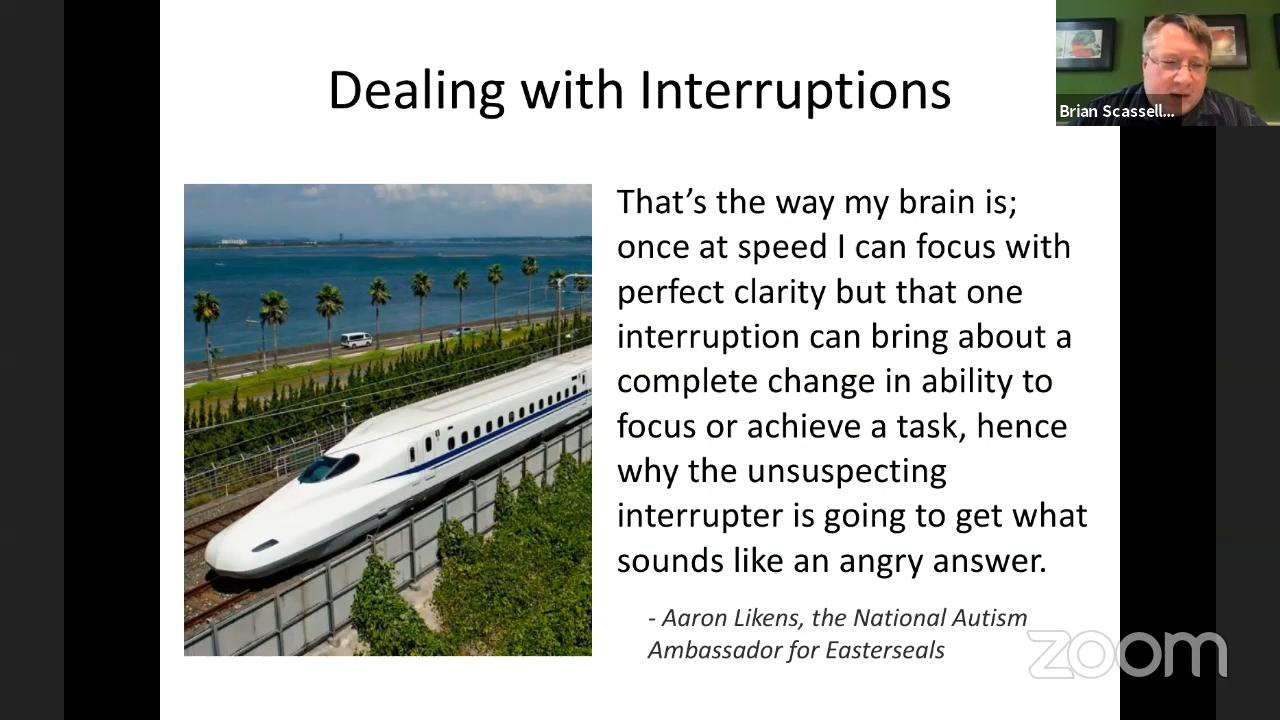 Dealing with Interruptions
Brian Scassell...
That’s the way my brain is;
once at speed I can focus with
perfect clarity but that one
interruption can bring about a
complete change in ability to
focus or achieve a task, hence
why the unsuspecting
interrupter is going to get what
sounds like an angry answer.
- Aaron Likens, the National Autism
Ambassador for Easterseals
zoom